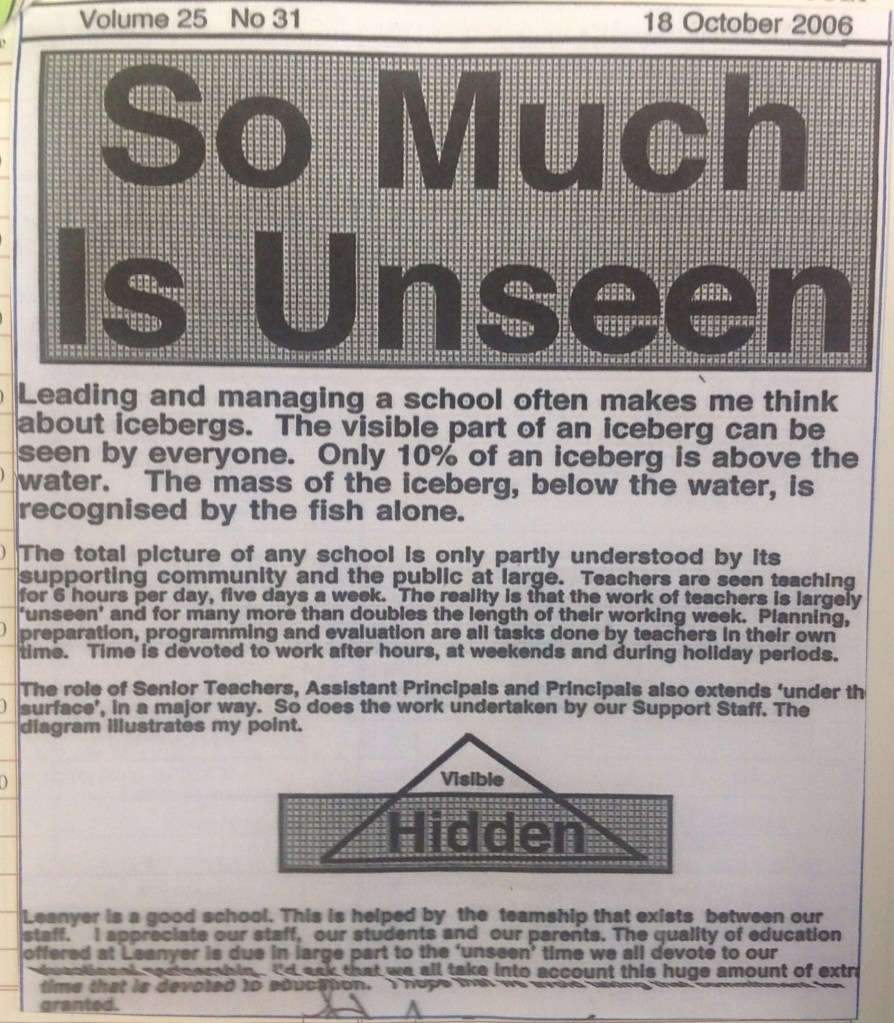 Volume 25 No 31 18 October 2006
So Much
Is Unseen
Leading and managing a school often makes me think
about icebergs. The visible part of an iceberg can be
seen by everyone. Only 10% of an iceberg is above the
water. The mass of the iceberg, below the water, is
recognised by the fish alone.
The total picture of any school is only partly understood by its
supporting community and the public at large. Teachers are seen teaching
for 6 hours per day, five days a week. The reality is that the work of teachers is largely
'unseen' and for many more than doubles the length of their working week. Planning,
preparation, programming and evaluation are all tasks done by teachers in their own
time. Time is devoted to work after hours, at weekends and during holiday periods.
The role of Senior Teachers, Assistant Principals and Principals also extends 'under th
surface', in a major way. So does the work undertaken by our Support Staff. The
diagram illustrates my point.
Visible
Hidden
Leanyer is a good school. This is helped by the teamship that exists between our
staff. I appreciate our staff, our students and our parents. The quality of education
offered at Leanyer is due in large part to the 'unseen' time we all devote to our
I'd ask that we all take into account this huge amount of extr
time that is devoted to education. I hope that we avoid taking that
granted.